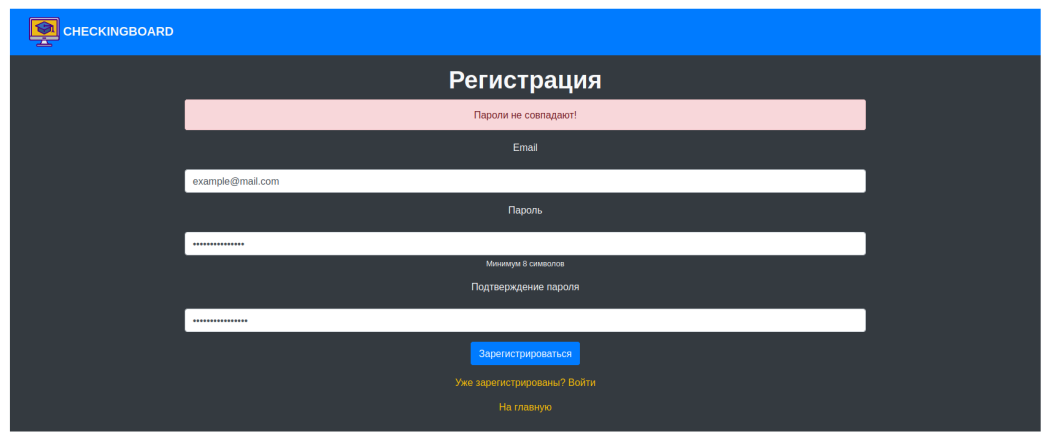 CHECKINGBOARD
Регистрация
Пароли не совпадают!
Email
example@mail.com
Пароль
•••••••••••••••
Минимум 8 символов
Подтверждение пароля
••••••••••••••••
Зарегистрироваться
Уже зарегистрированы? Войти
На главную